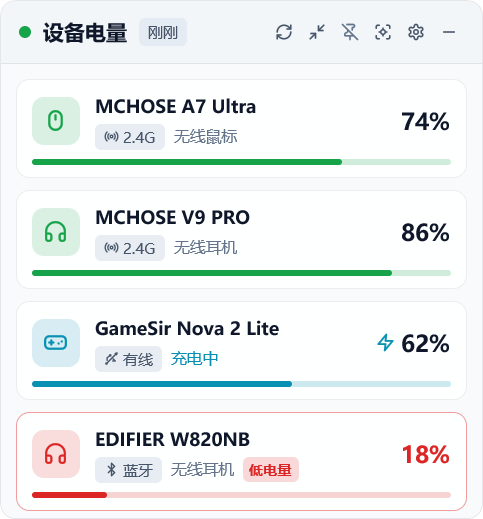 设备电量 刚刚
MCHOSE A7 Ultra
74%
2.4G 无线鼠标
MCHOSE V9 PRO
86%
2.4G 无线耳机
GameSir Nova 2 Lite
62%
有线 充电中
EDIFIER W820NB
18%
蓝牙 无线耳机 低电量